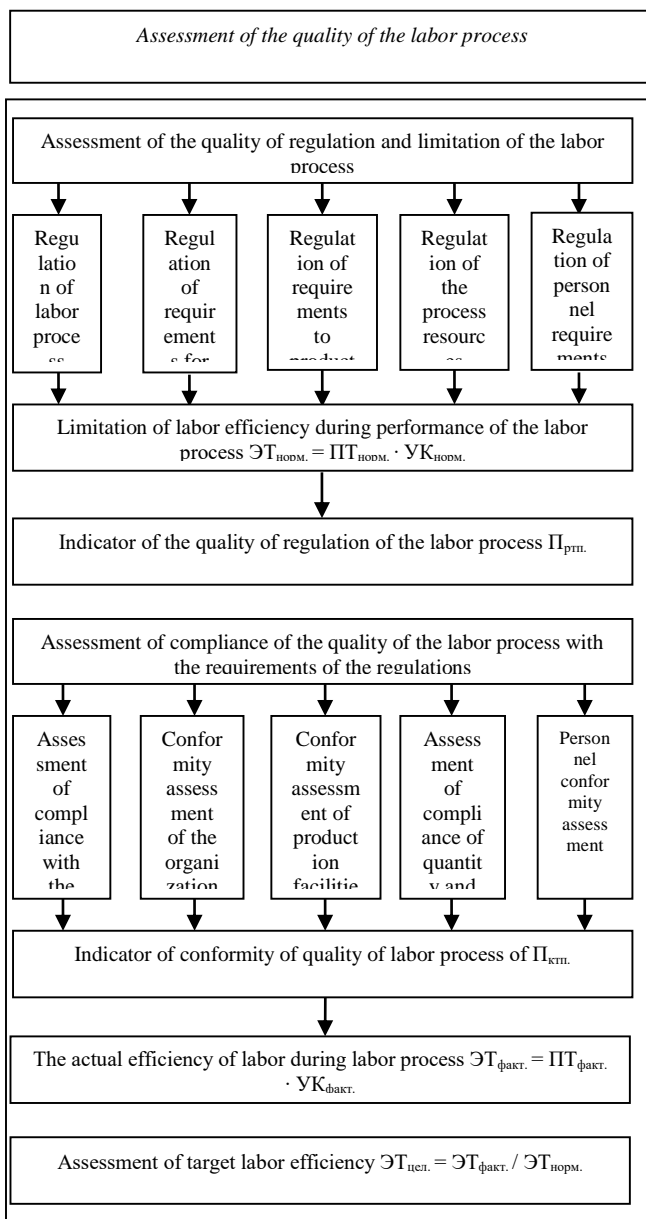 Assessment of the quality of the labor process
Assessment of the quality of regulation and limitation of the labor
process
Regu
latio
n of
labor
proce
ss
Regul
ation
of
requir
ement
s for
Regulat
ion of
require
ments
to
product
Regulat
ion of
the
process
resourc
es
Regula
tion of
person
nel
require
ments
Limitation of labor efficiency during performance of the labor
process ЭТнорм. = ПТнорм. · УКнорм.
Indicator of the quality of regulation of the labor process Пртп.
Assessment of compliance of the quality of the labor process with
the requirements of the regulations
Asses
sment
of
compl
iance
with
the
Confor
mity
assess
ment
of the
organi
zation
Confor
mity
assessm
ent of
product
ion
facilitie
Assess
ment
of
compli
ance of
quantit
y and
Person
nel
confor
mity
assess
ment
Indicator of conformity of quality of labor process of Пктп.
The actual efficiency of labor during labor process ЭТфакт. = ПТфакт.
· УКфакт.
Assessment of target labor efficiency ЭТцел. = ЭТфакт. / ЭТнорм.